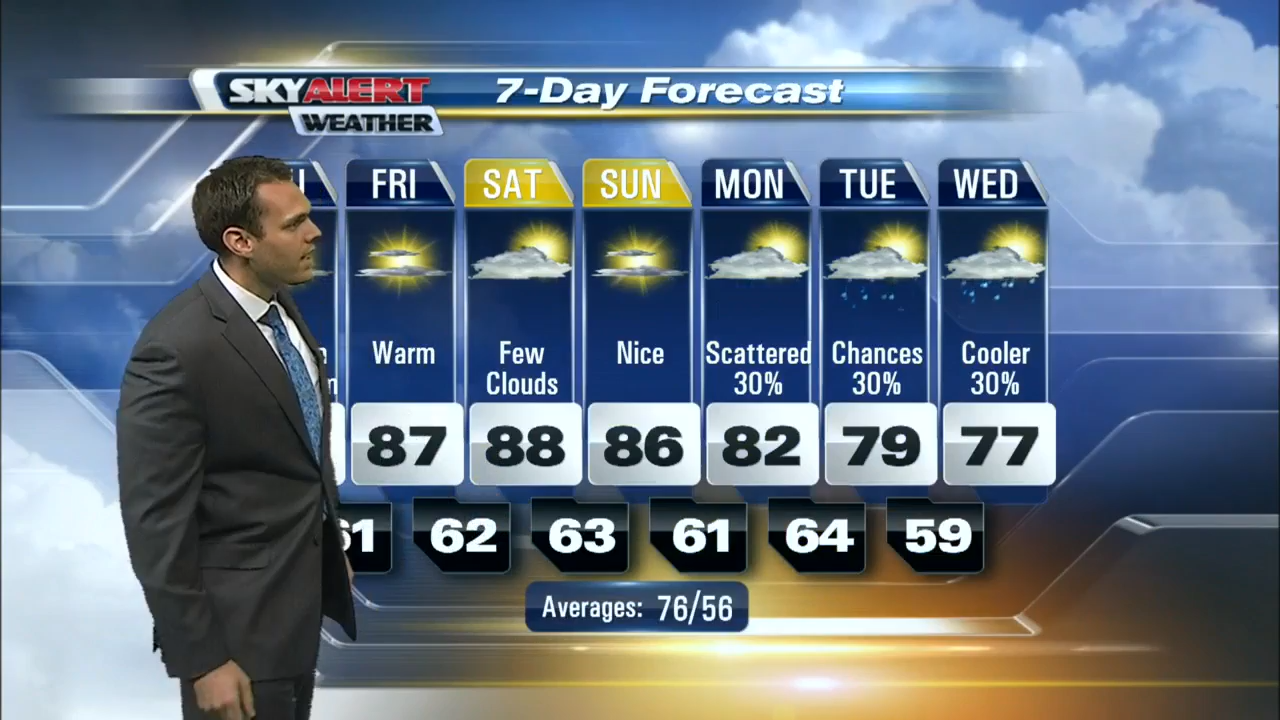 SKYALERT
WEATHER
7-Day Forecast
FRI SAT SUN MON TUE WED
Warm Few Clouds Nice Scattered 30% Chances 30% Cooler 30%
87 88 86 82 79 77
61 62 63 61 64 59
Averages: 76/56